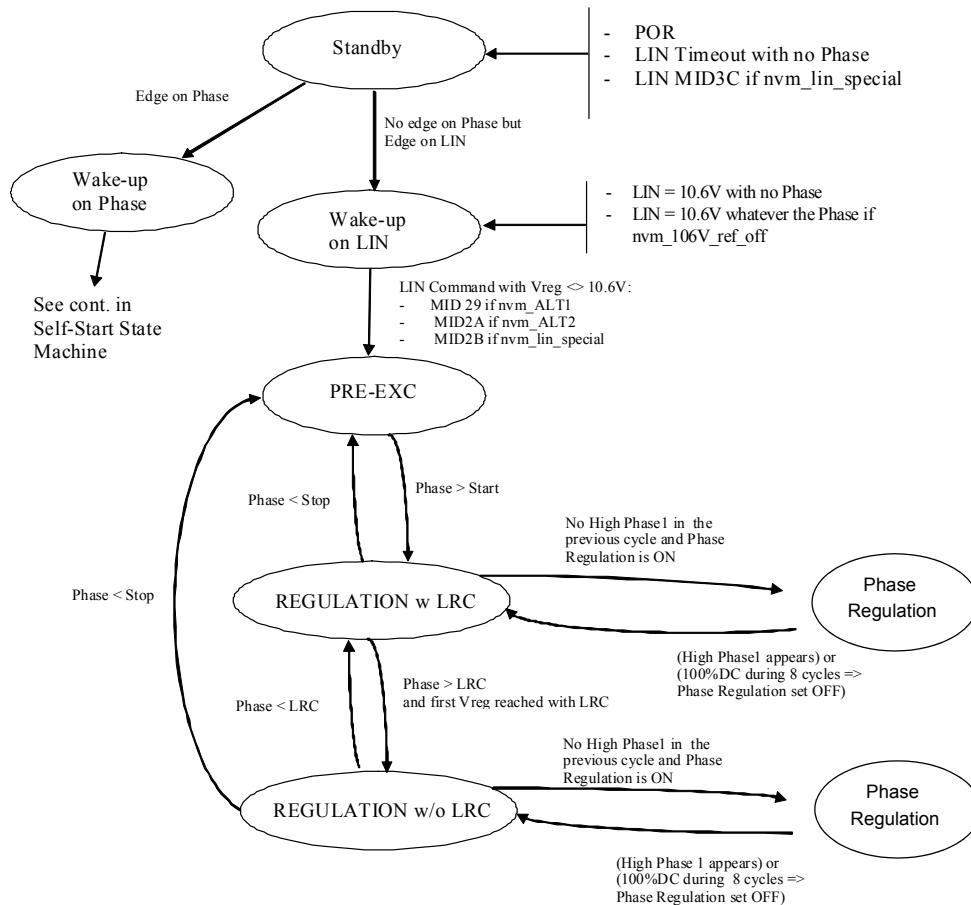 Standby
- POR
- LIN Timeout with no Phase
- LIN MID3C if nvm_lin_special
Edge on Phase
No edge on Phase but
Edge on LIN
Wake-up
on Phase
Wake-up
on LIN
- LIN = 10.6V with no Phase
- LIN = 10.6V whatever the Phase if
nvm_106V_ref_off
See cont. in
Self-Start State
Machine
LIN Command with Vreg <> 10.6V:
- MID 29 if nvm_ALT1
- MID2A if nvm_ALT2
- MID2B if nvm_lin_special
PRE-EXC
Phase < Stop
Phase > Start
No High Phase1 in the
previous cycle and Phase
Regulation is ON
Phase < Stop
REGULATION w LRC
Phase
Regulation
(High Phase1 appears) or
(100%DC during 8 cycles =>
Phase Regulation set OFF)
Phase < LRC
Phase > LRC
and first Vreg reached with LRC
No High Phase1 in the
previous cycle and Phase
Regulation is ON
REGULATION w/o LRC
Phase
Regulation
(High Phase 1 appears) or
(100%DC during 8 cycles =>
Phase Regulation set OFF)